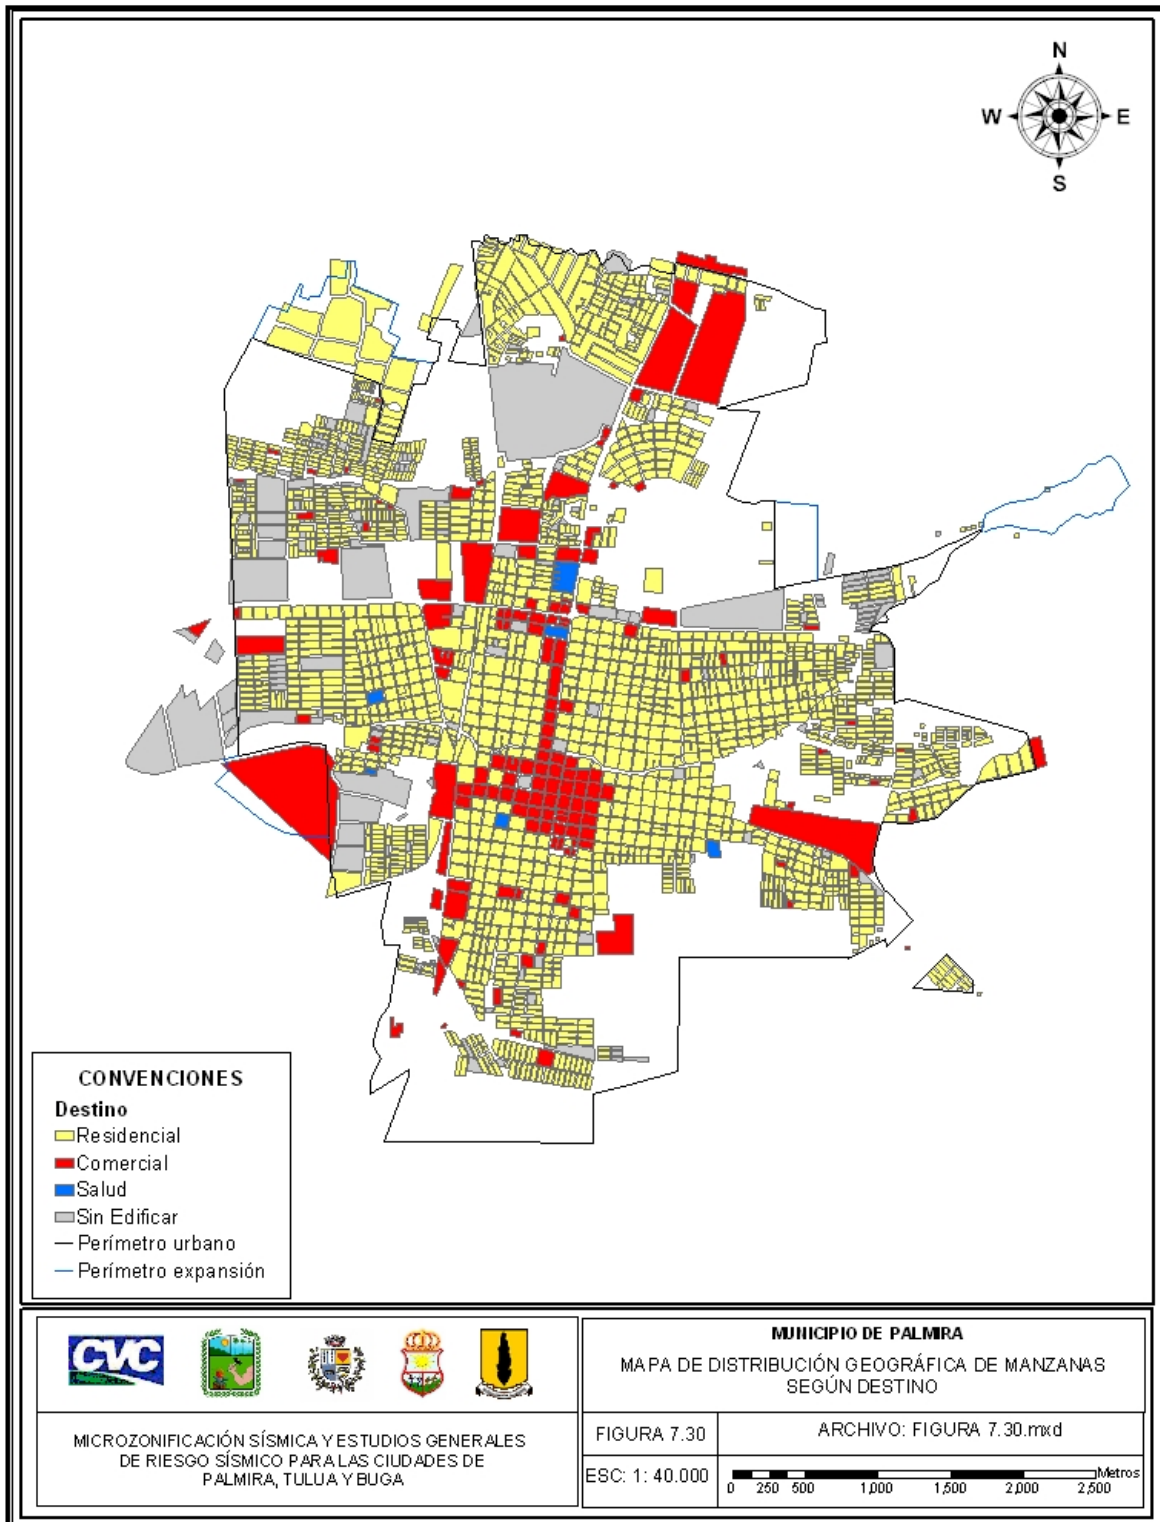 N
W E
S
CONVENCIONES
Destino
Residencial
Comercial
Salud
Sin Edificar
Perímetro urbano
Perímetro expansión
CVC
MUNICIPIO DE PALMIRA
MAPA DE DISTRIBUCIÓN GEOGRÁFICA DE MANZANAS
SEGÚN DESTINO
MICROZONIFICACIÓN SÍSMICA Y ESTUDIOS GENERALES
DE RIESGO SÍSMICO PARA LAS CIUDADES DE
PALMIRA, TULUA Y BUGA
FIGURA 7.30
ARCHIVO: FIGURA 7.30.mxd
ESC: 1: 40.000
Metros
0 250 500 1,000 1,500 2,000 2,500